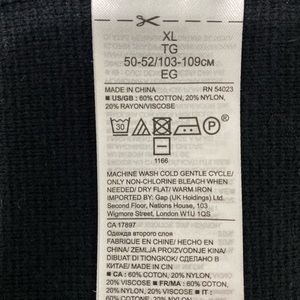 XL
TG
50-52/103-109CM
EG
MADE IN CHINA RN 54023
■ US/GB : 60% COTTON, 20% NYLON,
20% RAYON/VISCOSE
30 P
1166
MACHINE WASH COLD GENTLE CYCLE/
ONLY NON-CHLORINE BLEACH WHEN
NEEDED/ DRY FLAT/ WARM IRON
IMPORTED BY: Gap (UK Holdings) Ltd.
Second Floor, Nations House, 103
Wigmore Street, London W1U 1QS
CA 17897
Одежда второго слоя
FABRIQUE EN CHINE/ HECHO EN
CHINA/ ZEMLJA PROIZVODNJE KINA/
DIBUAT DI TIONGKOK/ СДЕЛАНО В
КИТАЕ/ MADE IN CIN
■ CA : 60% COTON, 20% NYLON,
20% VISCOSE ■ FR/MA : 60% COTON,
20% NYLON, 20% VISCOSE ■ IT :
60% COTONE, 20% NYLON